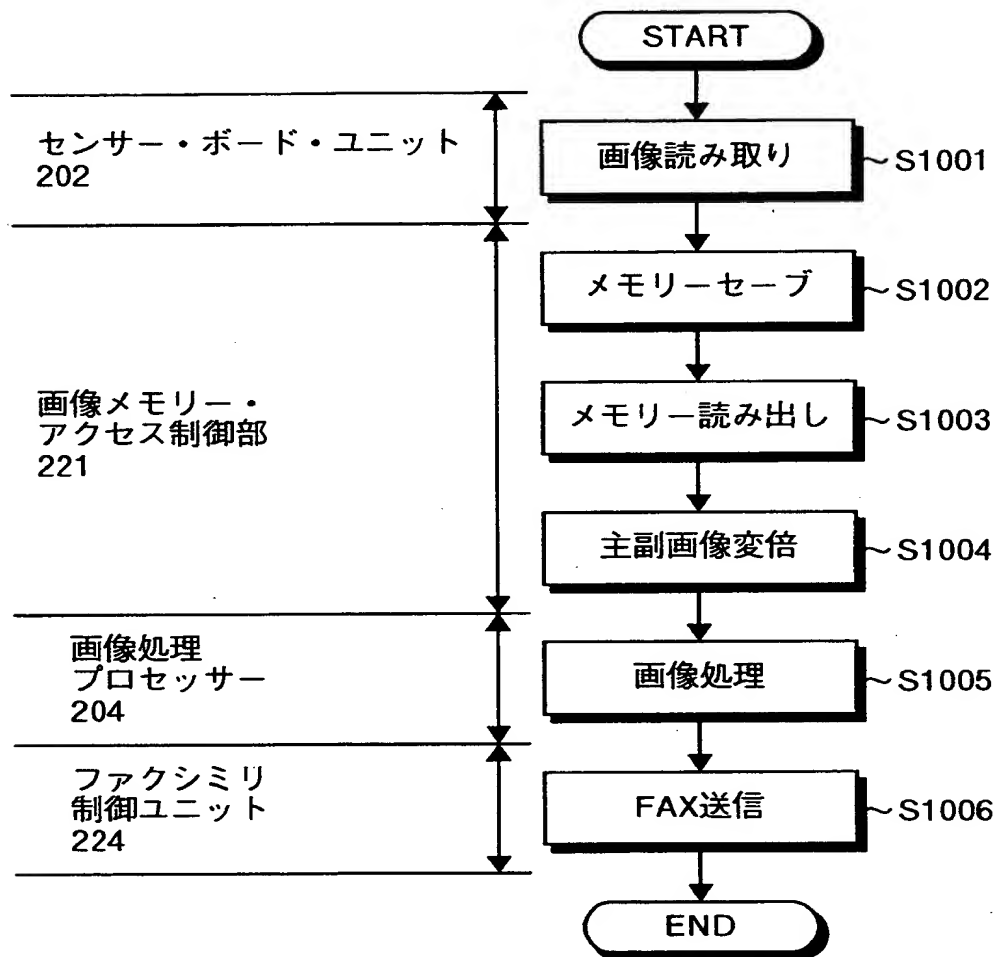 START
センサー・ボード・ユニット
202
画像読み取り
S1001
メモリーセーブ
S1002
画像メモリー・
アクセス制御部
221
メモリー読み出し
S1003
主副画像変倍
S1004
画像処理
プロセッサー
204
画像処理
S1005
ファクシミリ
制御ユニット
224
FAX送信
S1006
END